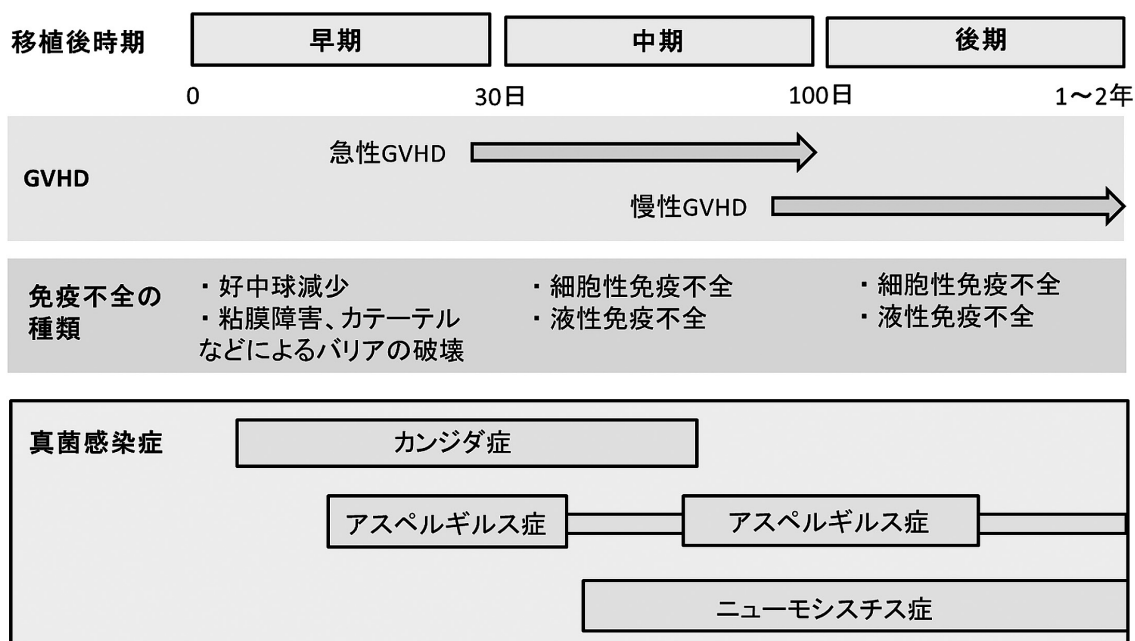 移植後時期 早期 中期 後期
0 30日 100日 1～2年
急性GVHD
GVHD
慢性GVHD
免疫不全の種類
・好中球減少
・粘膜障害、カテーテル
などによるバリアの破壊
・細胞性免疫不全
・液性免疫不全
・細胞性免疫不全
・液性免疫不全
真菌感染症
カンジダ症
アスペルギルス症 アスペルギルス症
ニューモシスチス症